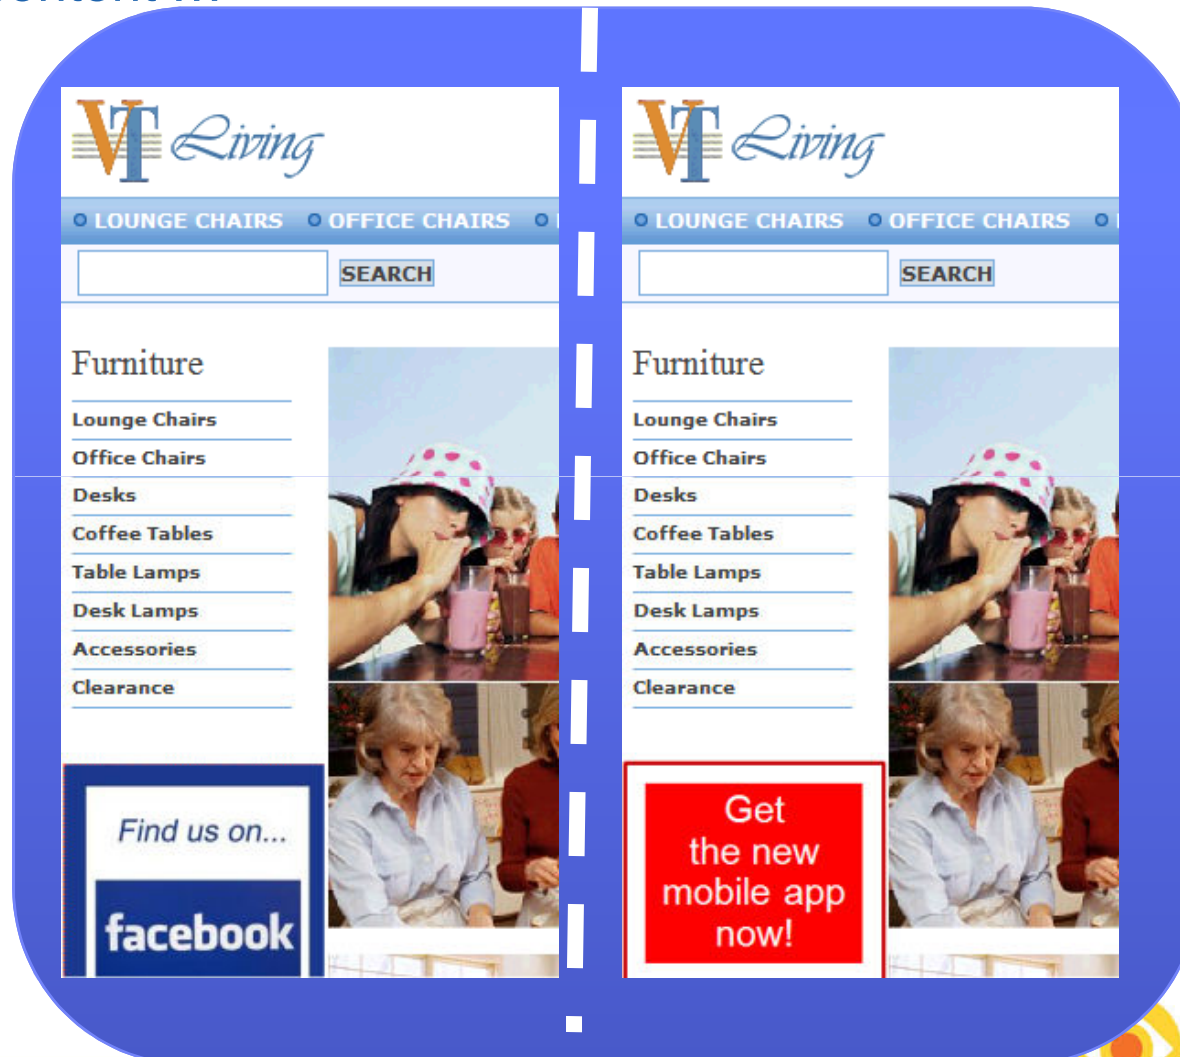 VT Living
LOUNGE CHAIRS OFFICE CHAIRS
SEARCH
Furniture
Lounge Chairs
Office Chairs
Desks
Coffee Tables
Table Lamps
Desk Lamps
Accessories
Clearance
Find us on...
facebook
VT Living
LOUNGE CHAIRS OFFICE CHAIRS
SEARCH
Furniture
Lounge Chairs
Office Chairs
Desks
Coffee Tables
Table Lamps
Desk Lamps
Accessories
Clearance
Get
the new
mobile app
now!